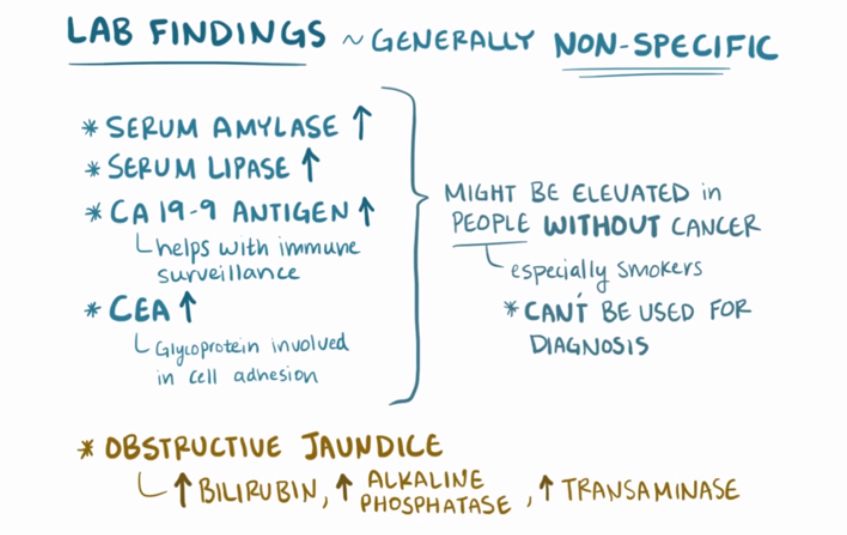 LAB FINDINGS ~ GENERALLY NON-SPECIFIC
* SERUM AMYLASE ↑
* SERUM LIPASE ↑
* CA 19-9 ANTIGEN ↑
helps with immune
surveillance
* CEA ↑
Glycoprotein involved
in cell adhesion
MIGHT BE ELEVATED in
PEOPLE WITHOUT CANCER
especially smokers
* CAN'T BE USED FOR
DIAGNOSIS
* OBSTRUCTIVE JAUNDICE
↑ BILIRUBIN, ↑ ALKALINE
PHOSPHATASE, ↑ TRANSAMINASE